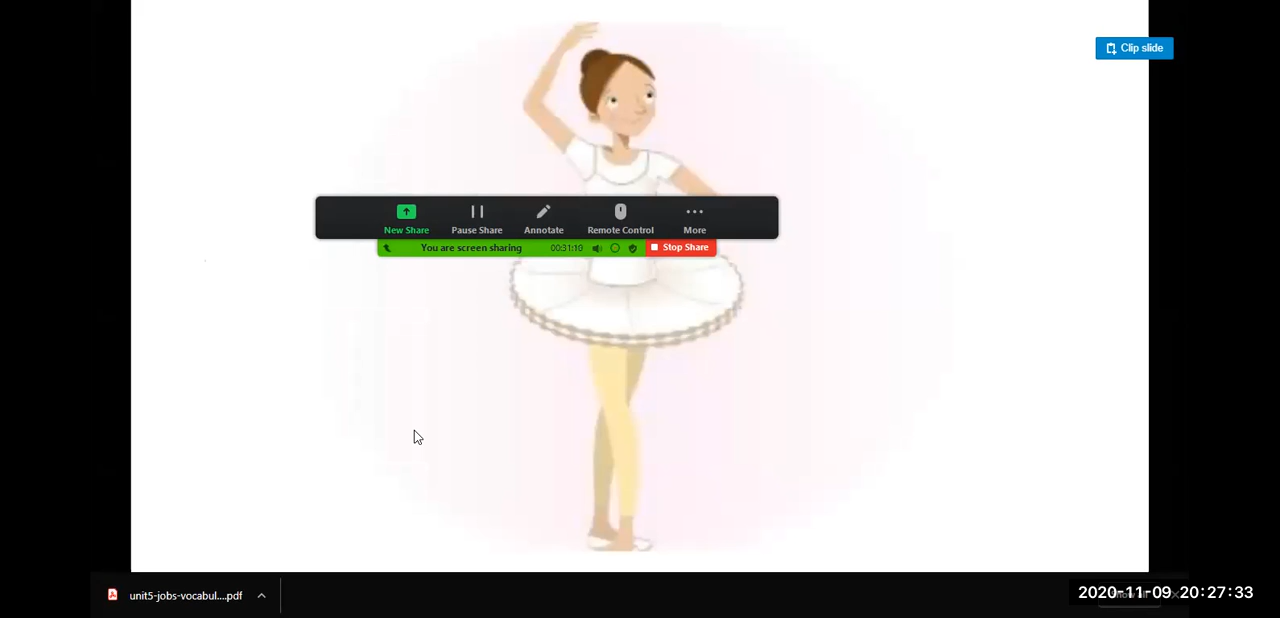 Clip slide
New Share
Pause Share
Annotate
Remote Control
More
You are screen sharing
00:31:10
Stop Share
unit5-jobs-vocabul....pdf
2020-11-09 20:27:33